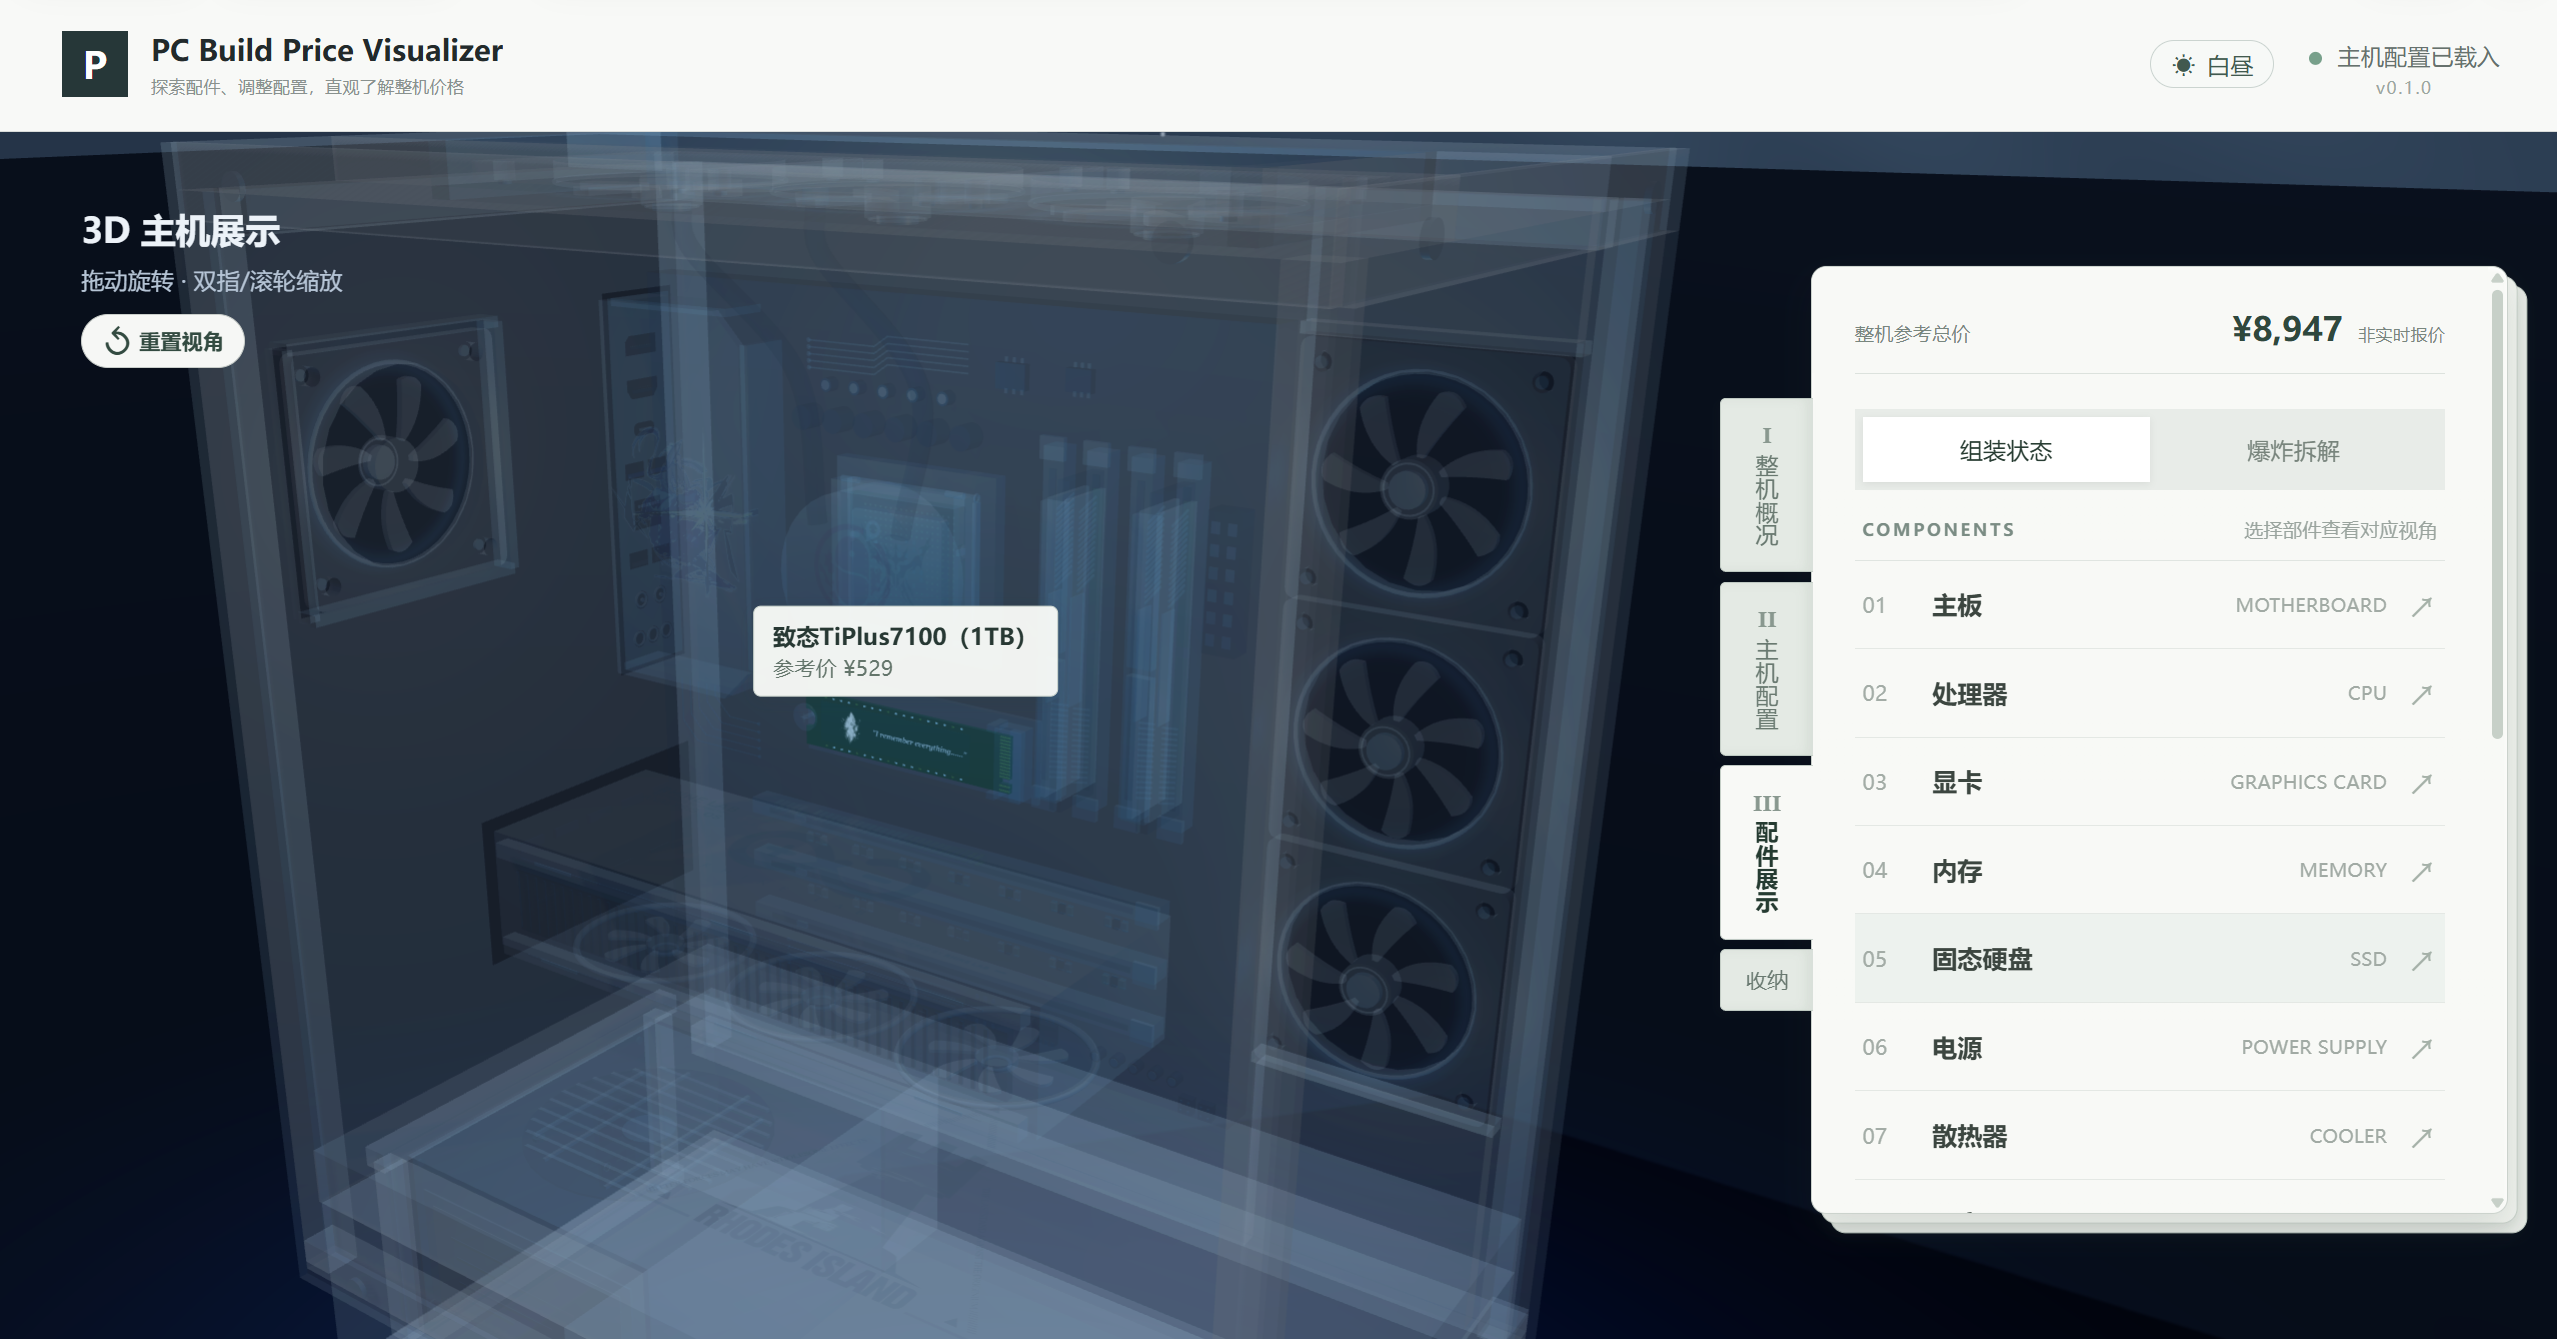 P
PC Build Price Visualizer
探索配件、调整配置，直观了解整机价格
白昼
主机配置已载入
v0.1.0
3D 主机展示
拖动旋转 · 双指/滚轮缩放
重置视角
致态TiPlus7100（1TB）
参考价 ¥529
"I remember everything......"
RHODES ISLAND
I 整机概况
II 主机配置
III 配件展示
收纳
整机参考总价 ¥8,947 非实时报价
组装状态 爆炸拆解
COMPONENTS 选择部件查看对应视角
01 主板 MOTHERBOARD
02 处理器 CPU
03 显卡 GRAPHICS CARD
04 内存 MEMORY
05 固态硬盘 SSD
06 电源 POWER SUPPLY
07 散热器 COOLER